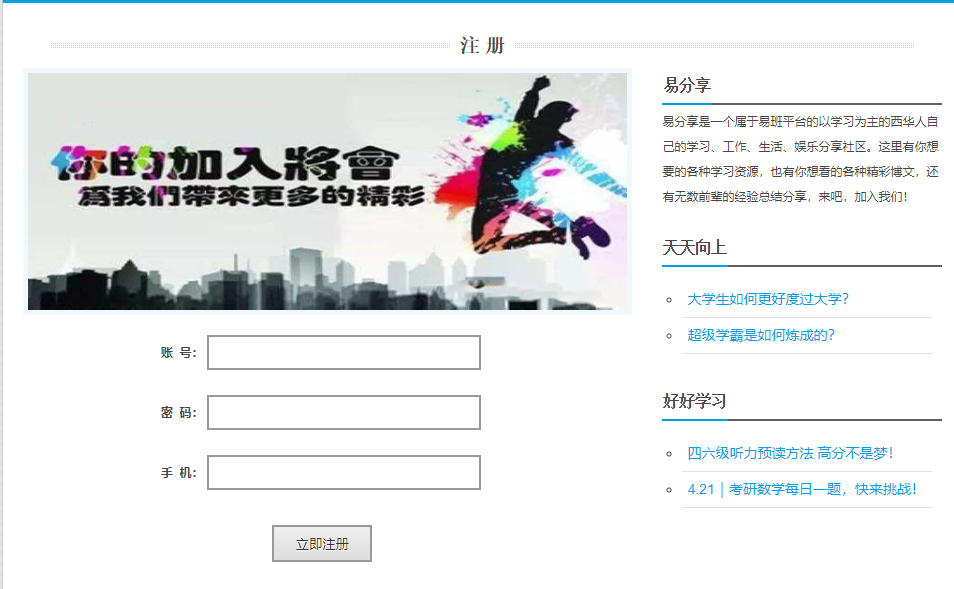 注 册
你的加入將會
爲我們帶來更多的精彩
账 号:
密 码:
手 机:
立即注册
易分享
易分享是一个属于易班平台的以学习为主的西华人自
己的学习、工作、生活、娱乐分享社区。这里有你想
要的各种学习资源，也有你想看的各种精彩博文，还
有无数前辈的经验总结分享，来吧，加入我们！
天天向上
大学生如何更好度过大学？
超级学霸是如何炼成的？
好好学习
四六级听力预读方法 高分不是梦！
4.21 | 考研数学每日一题，快来挑战！